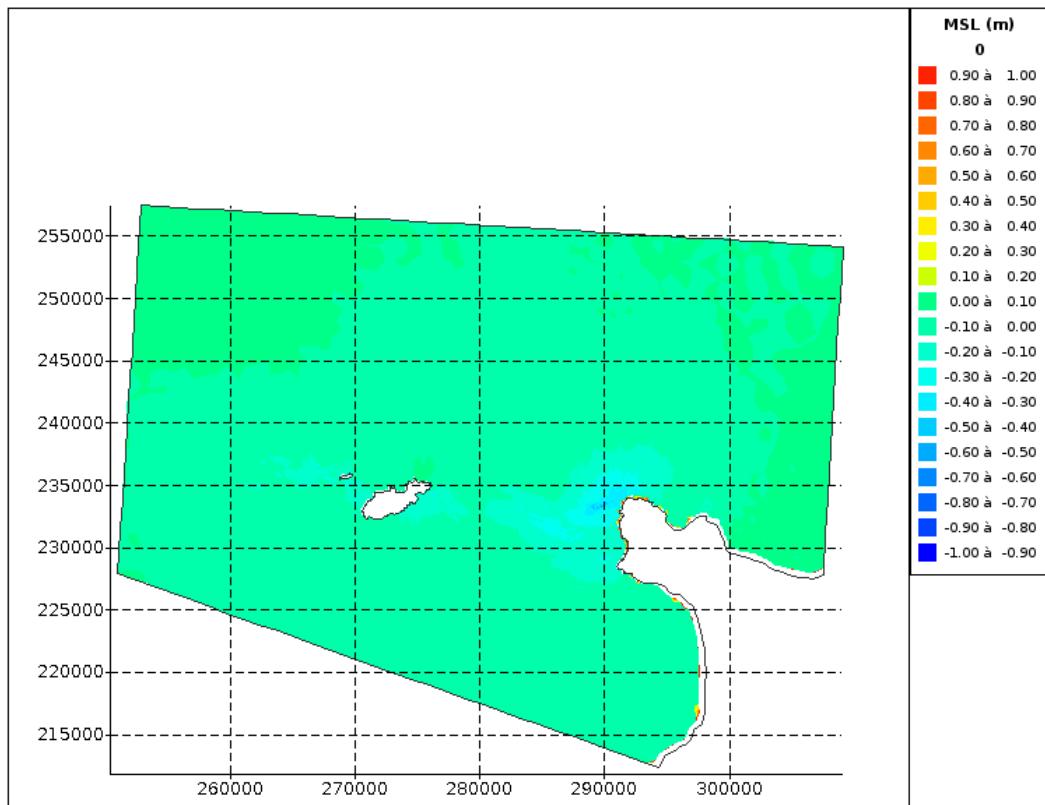 MSL (m)
0
0.90 à 1.00
0.80 à 0.90
0.70 à 0.80
0.60 à 0.70
0.50 à 0.60
0.40 à 0.50
0.30 à 0.40
0.20 à 0.30
0.10 à 0.20
0.00 à 0.10
-0.10 à 0.00
-0.20 à -0.10
-0.30 à -0.20
-0.40 à -0.30
-0.50 à -0.40
-0.60 à -0.50
-0.70 à -0.60
-0.80 à -0.70
-0.90 à -0.80
-1.00 à -0.90
255000
250000
245000
240000
235000
230000
225000
220000
215000
260000 270000 280000 290000 300000